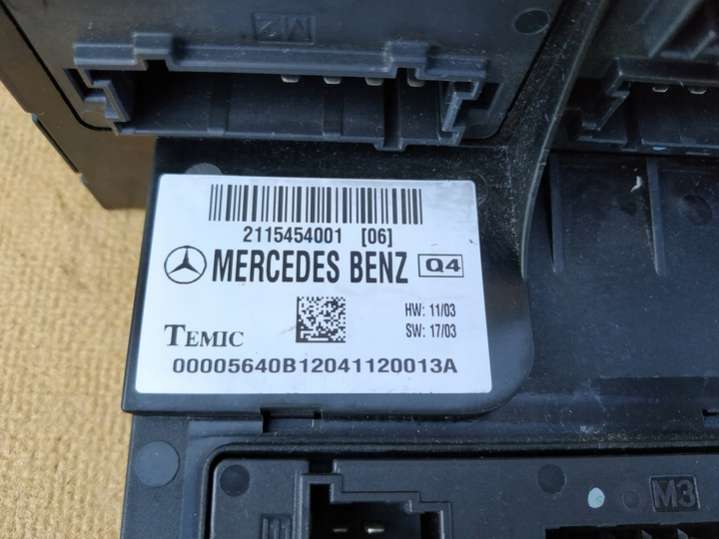 M2
2115454001 [06]
MERCEDES BENZ Q4
HW: 11/03
SW: 17/03
TEMIC
00005640B12041120013A
M3